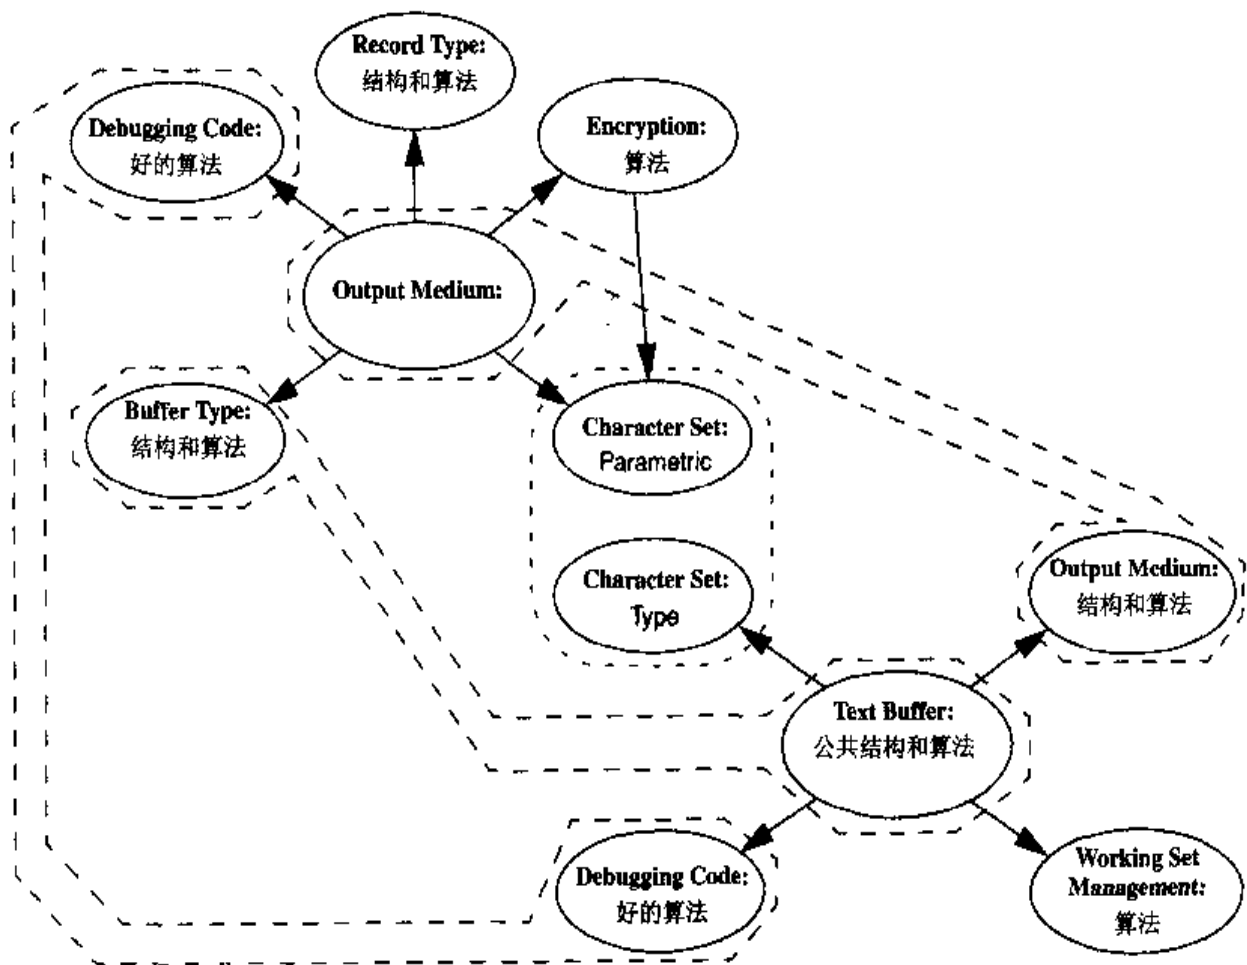 Record Type:
结构和算法
Debugging Code:
好的算法
Encryption:
算法
Output Medium:
Buffer Type:
结构和算法
Character Set:
Parametric
Character Set:
Type
Output Medium:
结构和算法
Text Buffer:
公共结构和算法
Debugging Code:
好的算法
Working Set
Management:
算法